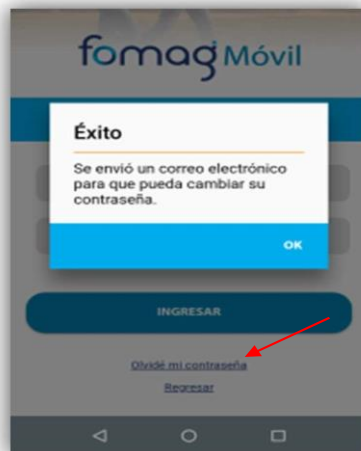 fomag Móvil
Éxito
Se envió un correo electrónico
para que pueda cambiar su
contraseña.
OK
INGRESAR
Olvidé mi contraseña
Regresar